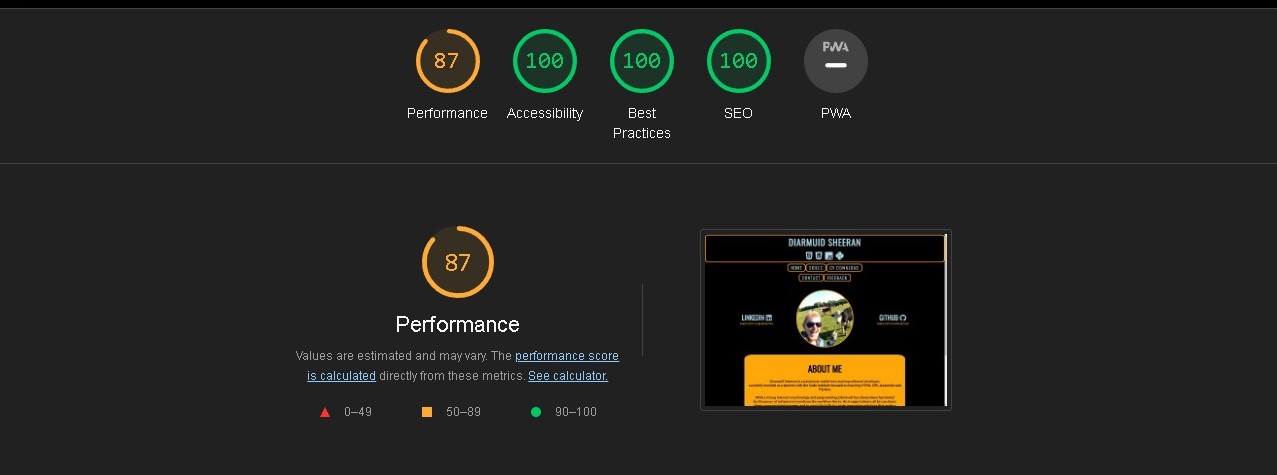 87
100
100
100
PWA
Performance
Accessibility
Best
Practices
SEO
PWA
87
Performance
Values are estimated and may vary. The performance score
is calculated directly from these metrics. See calculator.
0–49
50–89
90–100
DIARMUID SHEERAN
HOME SKILLS CV DOWNLOAD
CONTACT FEEDBACK
LINKEDIN
GITHUB
ABOUT ME